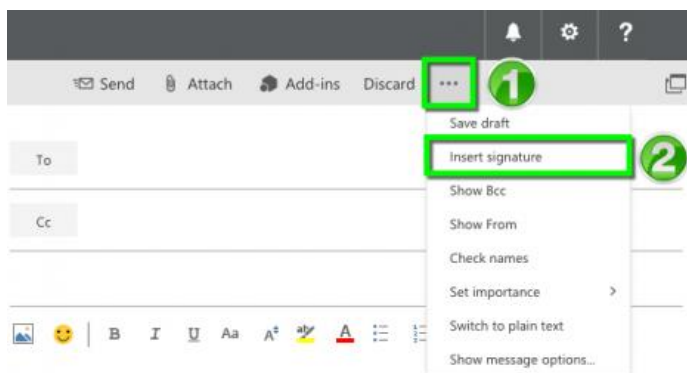 ?
Send Attach Add-ins Discard ... 1
Save draft
To Insert signature 2
Show Bcc
Cc Show From
Check names
Set importance >
B I U Aa A abc A Switch to plain text
Show message options...